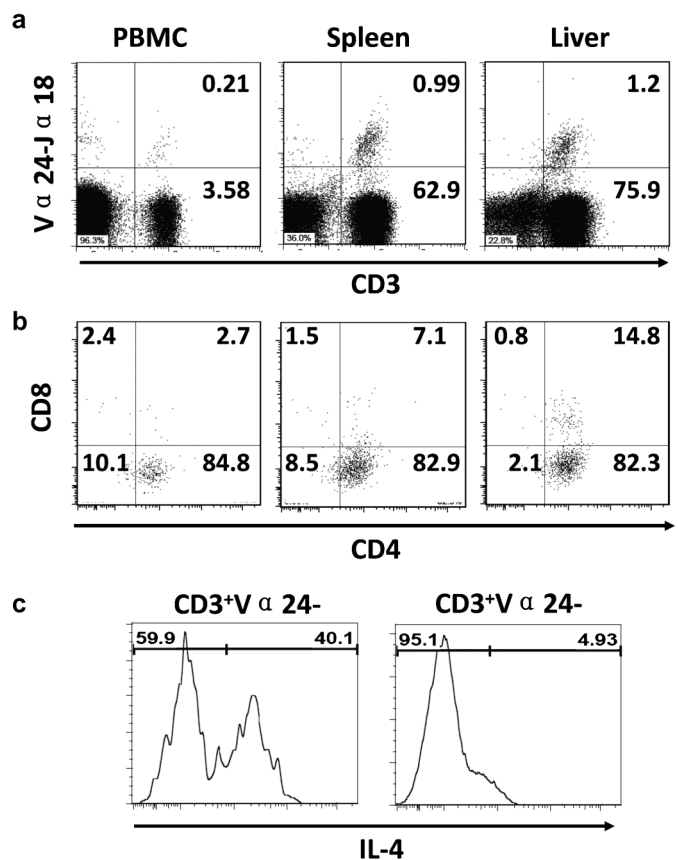 a
PBMC Spleen Liver
V α 24-J α 18
0.21 0.99 1.2
3.58 62.9 75.9
96.3% 36.0% 22.8%
CD3
b
CD8
2.4 2.7 1.5 7.1 0.8 14.8
10.1 84.8 8.5 82.9 2.1 82.3
CD4
c
CD3+V α 24- CD3+V α 24-
59.9 40.1 95.1 4.93
IL-4